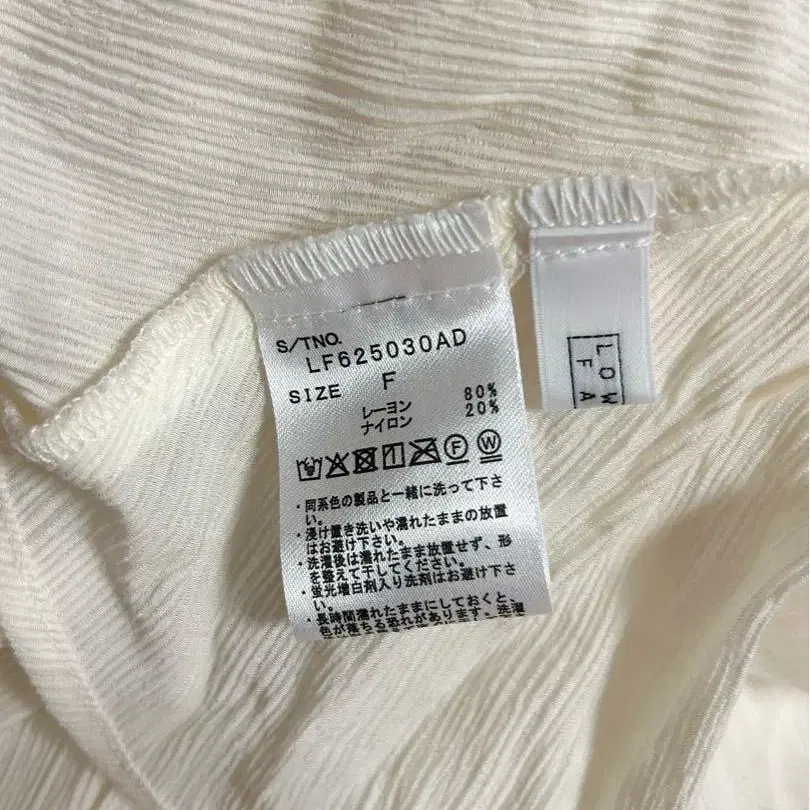 S/TNO.
LF625030AD
SIZE F
レーヨン 80%
ナイロン 20%
F W
・同系色の製品と一緒に洗って下さ
い。
・浸け置き洗いや濡れたままの放置
はお避け下さい。
・洗濯後は濡れたまま放置せず、形
を整えて干してください。
・蛍光増白剤入り洗剤はお避け下さ
い。
・長時間濡れたままにしておくと、
色が落ちる恐れがあります。洗濯
LOW
FA